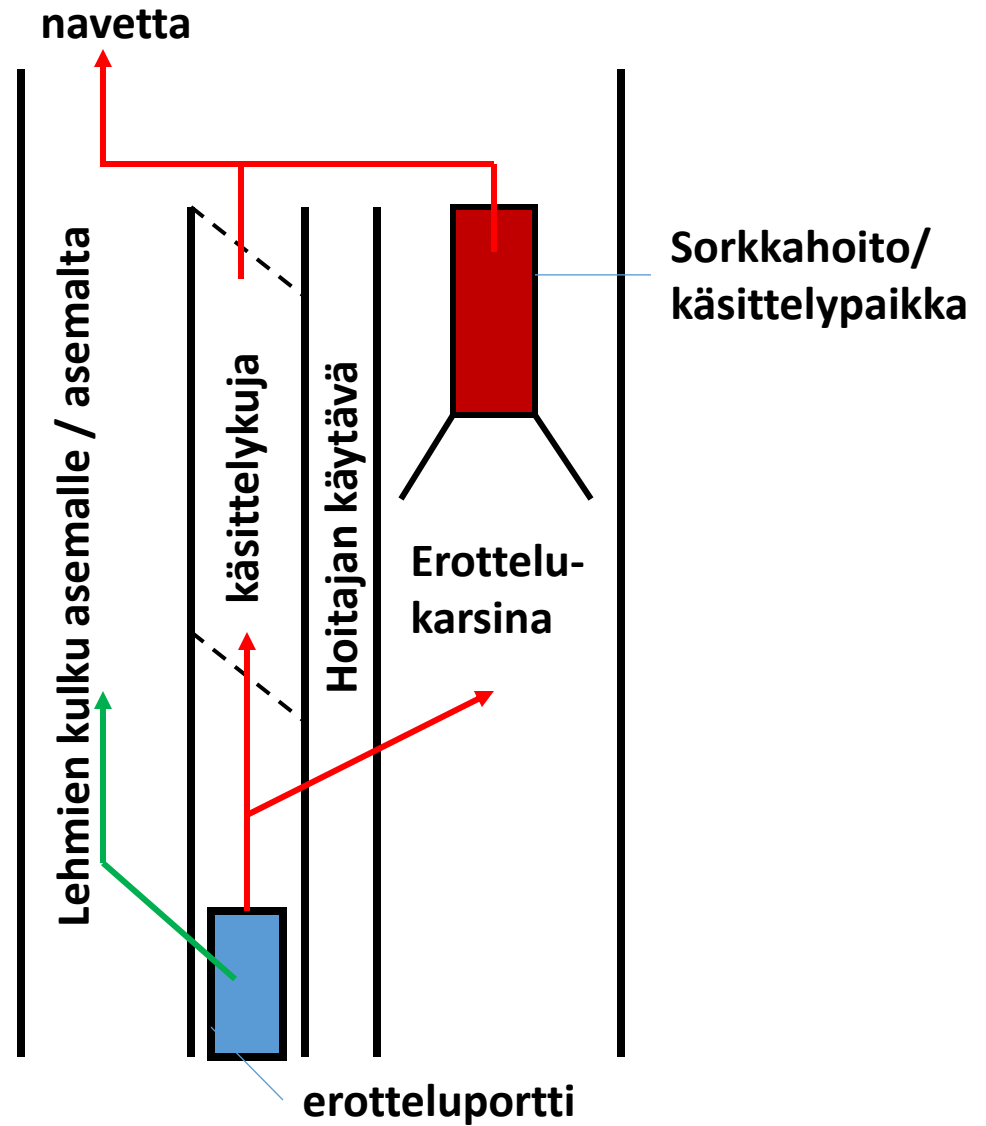 navetta
Lehmien kulku asemalle / asemalta
käsittelykuja
Hoitajan käytävä
Sorkkahoito/
käsittelypaikka
Erottelu-
karsina
erotteluportti